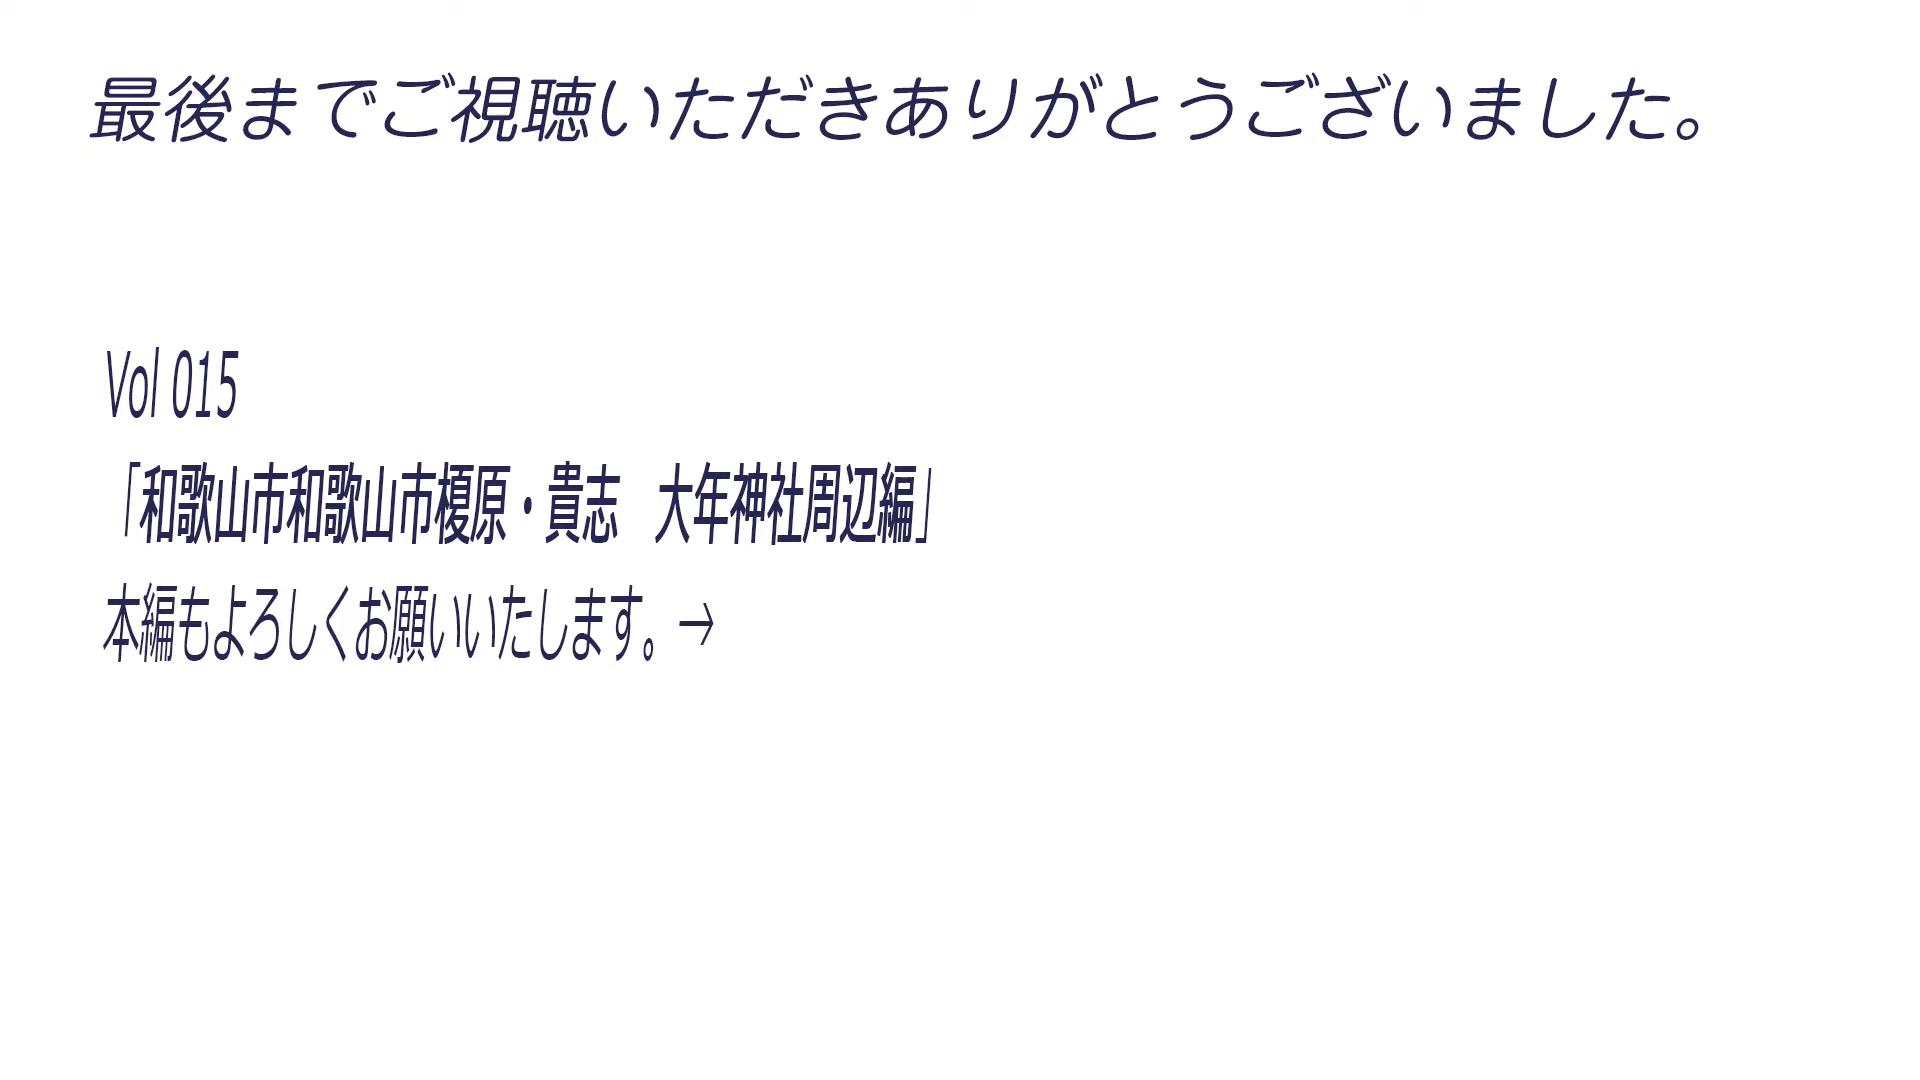 最後までご視聴いただきありがとうございました。
Vol 015
「和歌山市和歌山市榎原・貴志　大年神社周辺編」
本編もよろしくお願いいたします。→